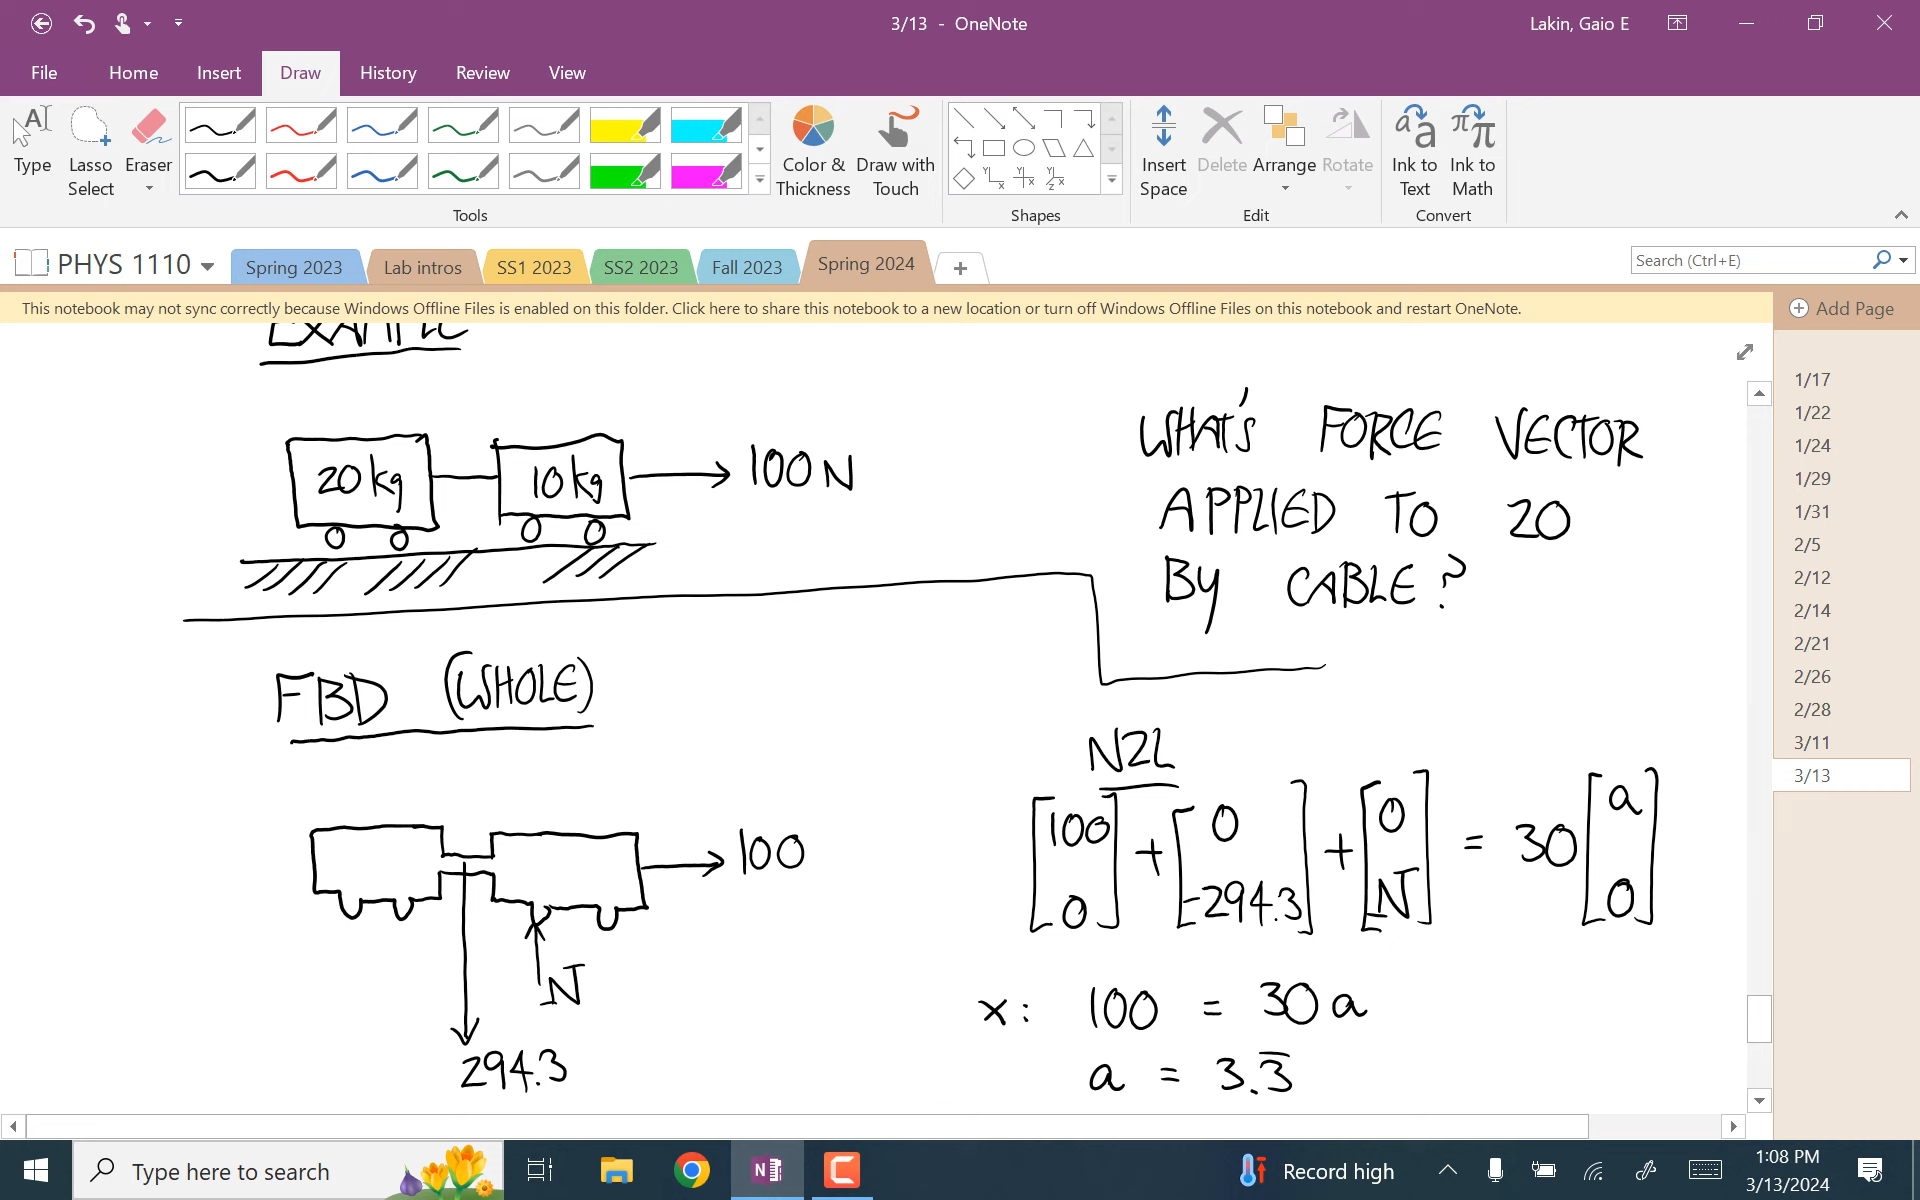 3/13 - OneNote
Lakin, Gaio E
File Home Insert Draw History Review View
Type
Lasso Select
Eraser
Color & Thickness
Draw with Touch
Insert Space
Delete
Arrange
Rotate
Ink to Text
Ink to Math
Tools
Shapes
Edit
Convert
PHYS 1110
Spring 2023
Lab intros
SS1 2023
SS2 2023
Fall 2023
Spring 2024
Search (Ctrl+E)
This notebook may not sync correctly because Windows Offline Files is enabled on this folder. Click here to share this notebook to a new location or turn off Windows Offline Files on this notebook and restart OneNote.
Add Page
1/17
1/22
1/24
1/29
1/31
2/5
2/12
2/14
2/21
2/26
2/28
3/11
3/13
EXAMPLE
20 kg
10 kg
100 N
WHAT'S FORCE VECTOR
APPLIED TO 20
BY CABLE?
FBD (WHOLE)
100
N
294.3
N2L
[100 0] + [0 -294.3] + [0 N] = 30 [a 0]
x: 100 = 30 a
a = 3.3̅
Type here to search
Record high
1:08 PM
3/13/2024